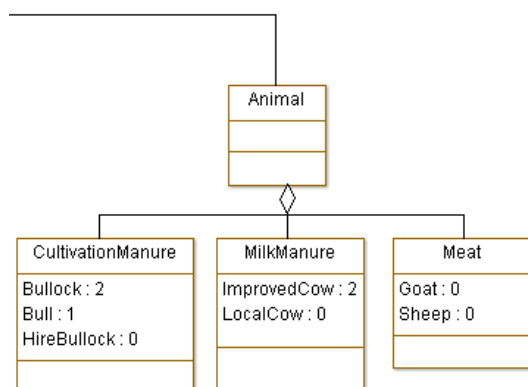 Animal
CultivationManure
Bullock : 2
Bull : 1
HireBullock : 0
MilkManure
ImprovedCow : 2
LocalCow : 0
Meat
Goat : 0
Sheep : 0